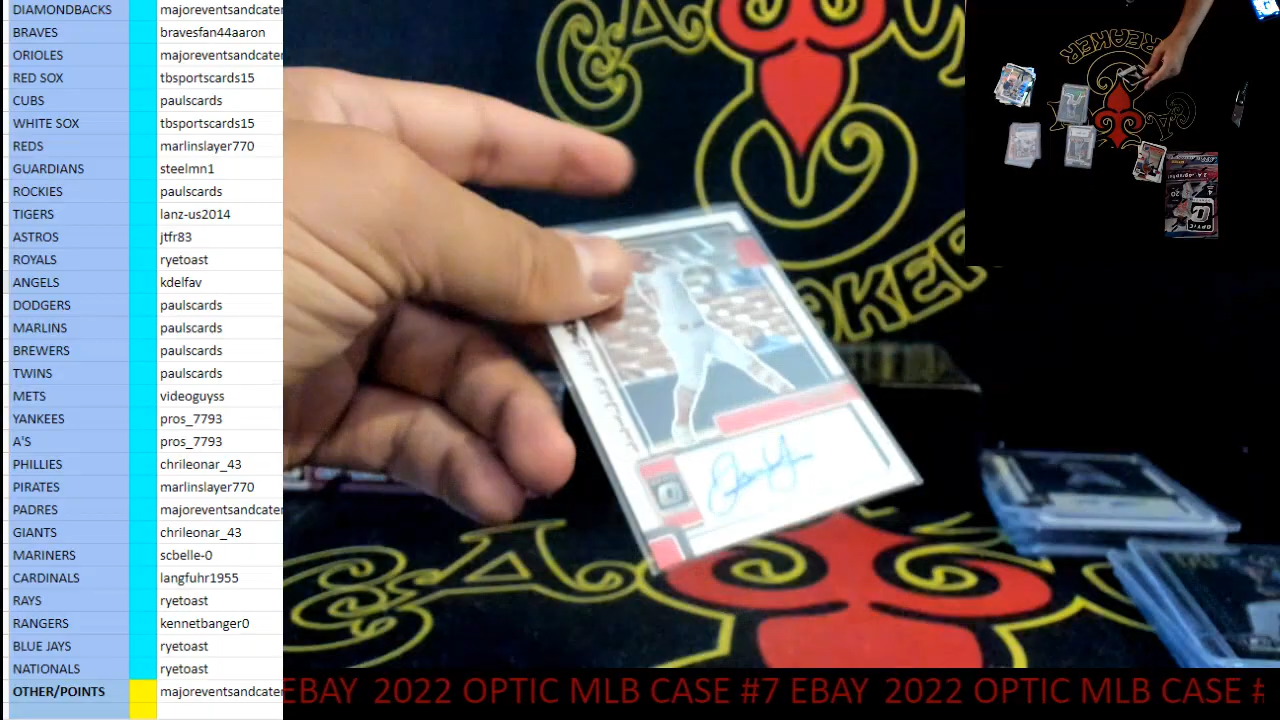 DIAMONDBACKS majoreventsandcater
BRAVES bravesfan44aaron
ORIOLES majoreventsandcater
RED SOX tbsportscards15
CUBS paulscards
WHITE SOX tbsportscards15
REDS marlinslayer770
GUARDIANS steelmn1
ROCKIES paulscards
TIGERS lanz-us2014
ASTROS jtfr83
ROYALS ryetoast
ANGELS kdelfav
DODGERS paulscards
MARLINS paulscards
BREWERS paulscards
TWINS paulscards
METS videoguyss
YANKEES pros_7793
A'S pros_7793
PHILLIES chrileonar_43
PIRATES marlinslayer770
PADRES majoreventsandcater
GIANTS chrileonar_43
MARINERS scbelle-0
CARDINALS langfuhr1955
RAYS ryetoast
RANGERS kennetbanger0
BLUE JAYS ryetoast
NATIONALS ryetoast
OTHER/POINTS majoreventsandcater
REAKER
OPTIC
EBAY 2022 OPTIC MLB CASE #7 EBAY 2022 OPTIC MLB CASE #